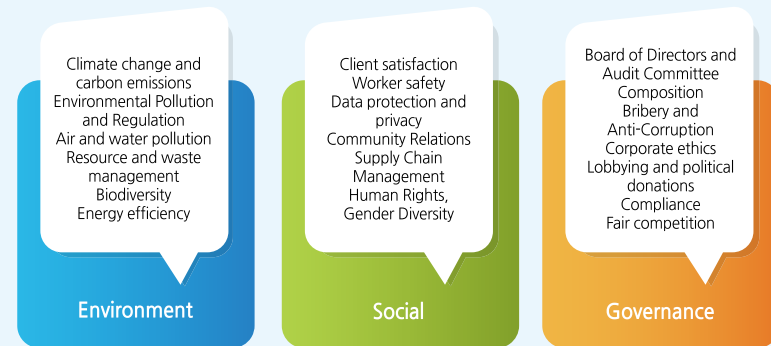 Climate change and
carbon emissions
Environmental Pollution
and Regulation
Air and water pollution
Resource and waste
management
Biodiversity
Energy efficiency
Environment
Client satisfaction
Worker safety
Data protection and
privacy
Community Relations
Supply Chain
Management
Human Rights,
Gender Diversity
Social
Board of Directors and
Audit Committee
Composition
Bribery and
Anti-Corruption
Corporate ethics
Lobbying and political
donations
Compliance
Fair competition
Governance